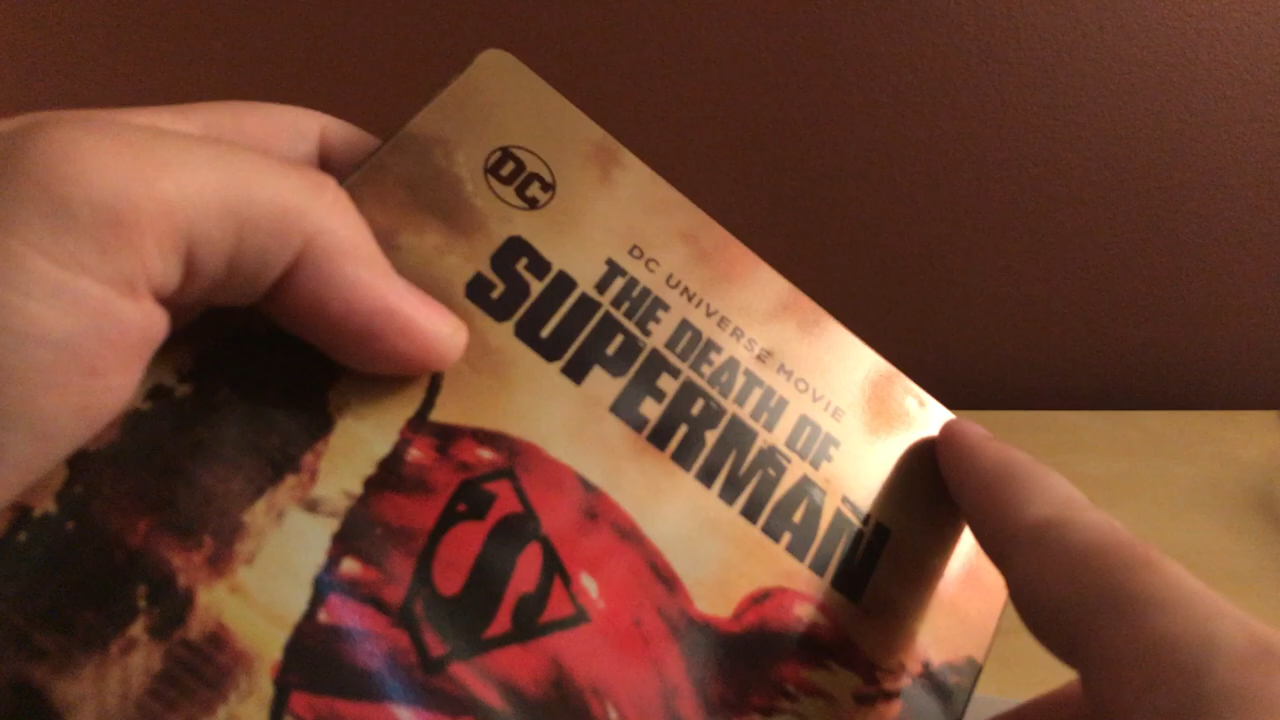 DC
DC UNIVERSE MOVIE
THE DEATH OF
SUPERMAN
S